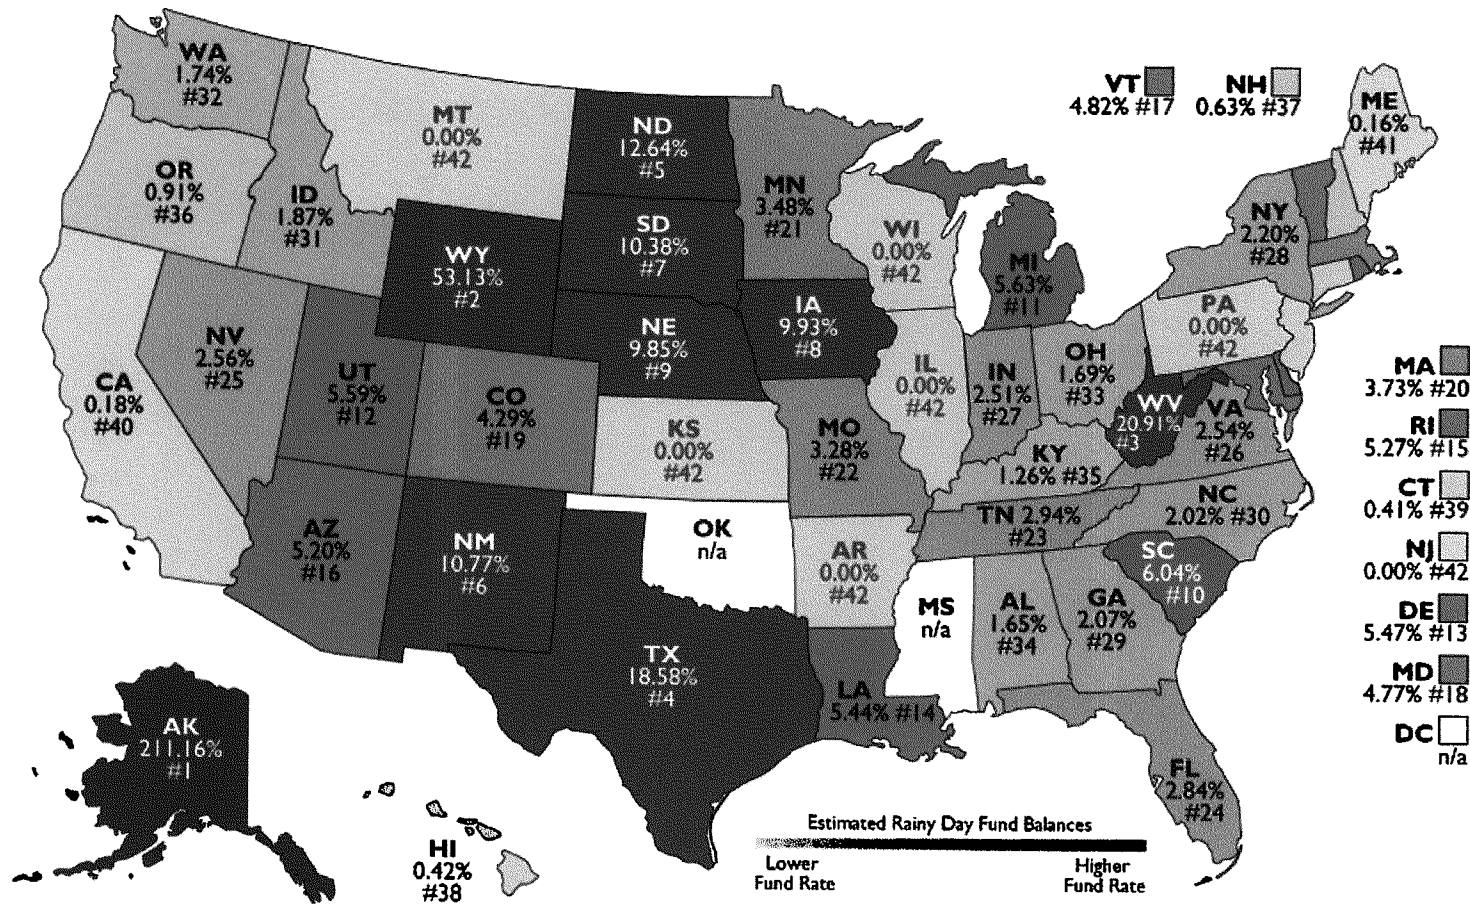 WA
1.74%
#32
MT
0.00%
#42
ND
12.64%
#5
VT
4.82% #17
NH
0.63% #37
ME
0.16%
#41
OR
0.91%
#36
ID
1.87%
#31
WY
53.13%
#2
SD
10.38%
#7
MN
3.48%
#21
WI
0.00%
#42
MI
5.63%
#11
NY
2.20%
#28
NV
2.56%
#25
UT
5.59%
#12
CO
4.29%
#19
NE
9.85%
#9
IA
9.93%
#8
IL
0.00%
#42
IN
2.51%
#27
OH
1.69%
#33
PA
0.00%
#42
CA
0.18%
#40
KS
0.00%
#42
MO
3.28%
#22
KY
1.26% #35
WV
20.91%
#3
VA
2.54%
#26
MA
3.73% #20
RI
5.27% #15
CT
0.41% #39
NJ
0.00% #42
DE
5.47% #13
MD
4.77% #18
DC
n/a
AZ
5.20%
#16
NM
10.77%
#6
OK
n/a
AR
0.00%
#42
TN 2.94%
#23
NC
2.02% #30
SC
6.04%
#10
MS
n/a
AL
1.65%
#34
GA
2.07%
#29
TX
18.58%
#4
LA
5.44% #14
FL
2.84%
#24
AK
211.16%
#1
HI
0.42%
#38
Estimated Rainy Day Fund Balances
Lower
Fund Rate
Higher
Fund Rate